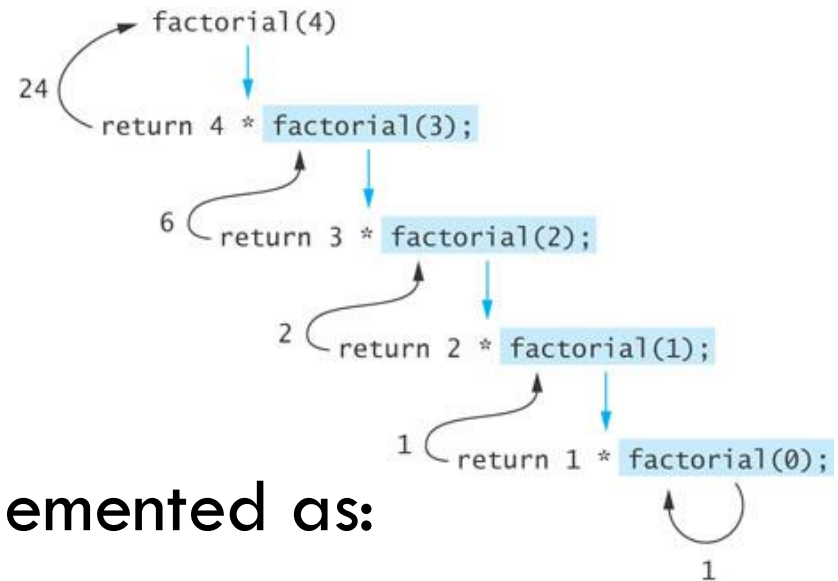 factorial(4)
24
return 4 * factorial(3);
6
return 3 * factorial(2);
2
return 2 * factorial(1);
1
return 1 * factorial(0);
emented as:
1